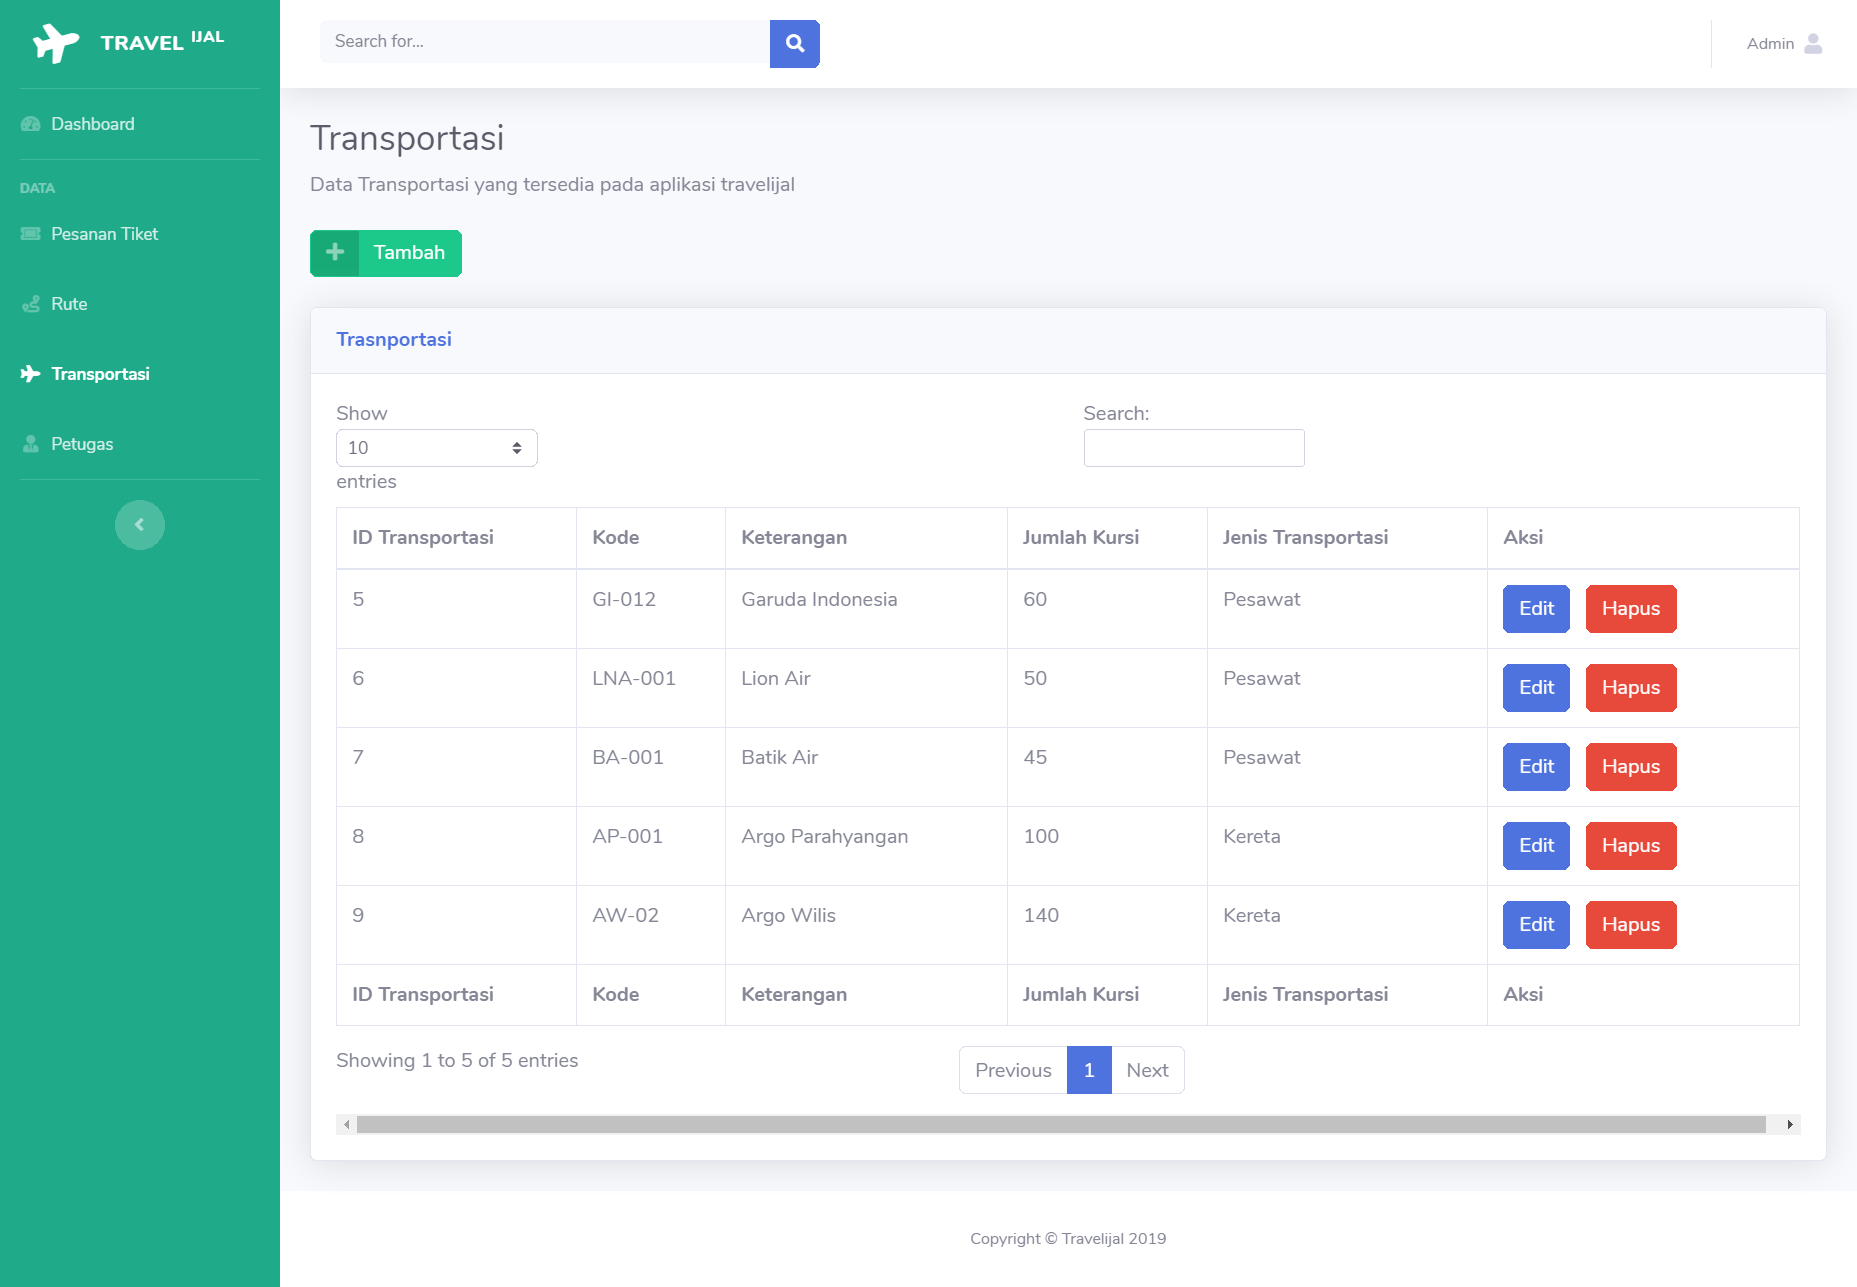 TRAVEL IJAL
Search for...
Admin
Dashboard
DATA
Pesanan Tiket
Rute
Transportasi
Petugas
Transportasi
Data Transportasi yang tersedia pada aplikasi travelijal
Tambah
Trasnportasi
Show
10
entries
Search:
ID Transportasi Kode Keterangan Jumlah Kursi Jenis Transportasi Aksi
5 GI-012 Garuda Indonesia 60 Pesawat Edit Hapus
6 LNA-001 Lion Air 50 Pesawat Edit Hapus
7 BA-001 Batik Air 45 Pesawat Edit Hapus
8 AP-001 Argo Parahyangan 100 Kereta Edit Hapus
9 AW-02 Argo Wilis 140 Kereta Edit Hapus
ID Transportasi Kode Keterangan Jumlah Kursi Jenis Transportasi Aksi
Showing 1 to 5 of 5 entries
Previous 1 Next
Copyright © Travelijal 2019